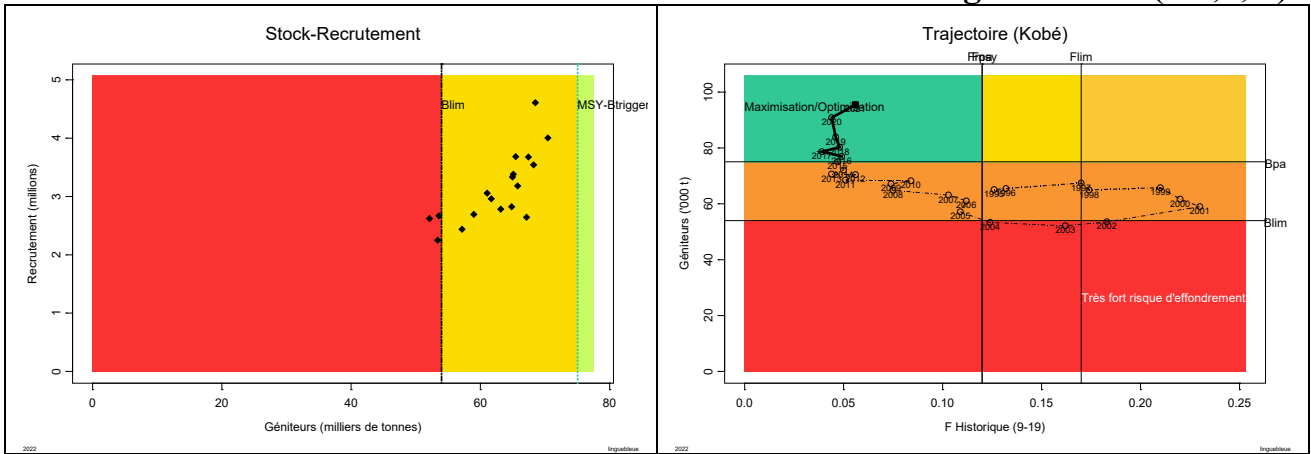 Stock-Recrutement
5
4
3
2
1
0
Recrutement (millions)
Blim
MSY-Btrigger
0 20 40 60 80
Géniteurs (milliers de tonnes)
2022
linguebleue
Trajectoire (Kobé)
Flim
100
80
60
40
20
0
Géniteurs ('000 t)
Maximisation/Optimisation
2020
2019
2018
2017
2016
2013
2012
2011
2010
2008
2007
2006
2005
2004
2003
2002
2001
2000
1999
1998
1997
1996
1995
Bpa
Blim
Très fort risque d'effondrement
0.0 0.05 0.10 0.15 0.20 0.25
F Historique (9-19)
2022
linguebleue